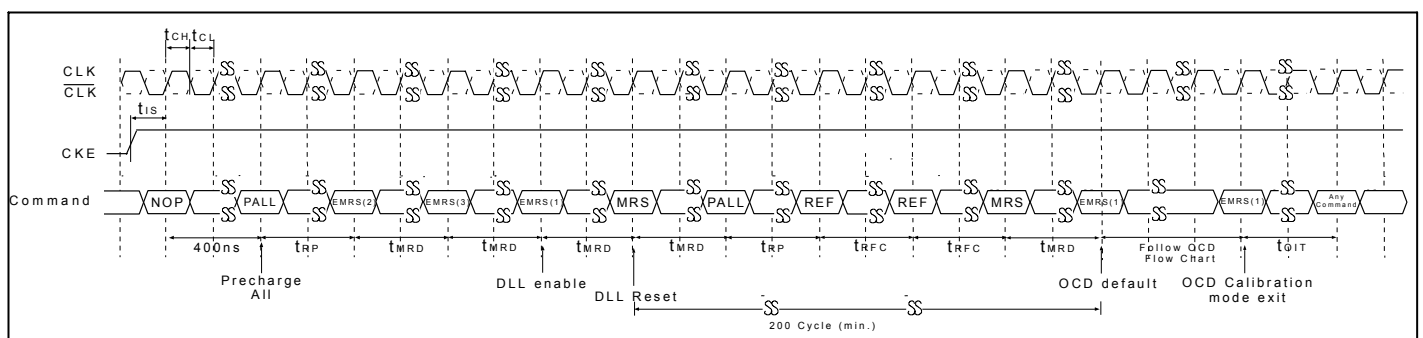 tCH tCL
CLK
CLK
tIS
CKE
Command
NOP PALL EMRS(2) EMRS(3) EMRS(1 MRS PALL REF REF MRS EMRS(1 EMRS(1) Any Command
400ns tRP tMRD tMRD tMRD tMRD tRP tRFC tRFC tMRD Follow OCD Flow Chart tOIT
Precharge All
DLL enable
DLL Reset
OCD default
OCD Calibration mode exit
200 Cycle (min.)